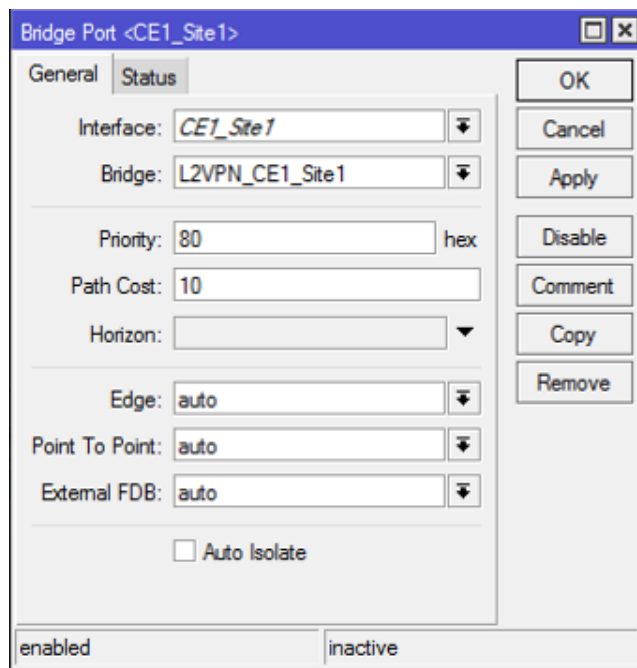 Bridge Port <CE1_Site1>
General Status
Interface: CE1_Site1
Bridge: L2VPN_CE1_Site1
Priority: 80 hex
Path Cost: 10
Horizon:
Edge: auto
Point To Point: auto
External FDB: auto
Auto Isolate
OK
Cancel
Apply
Disable
Comment
Copy
Remove
enabled inactive